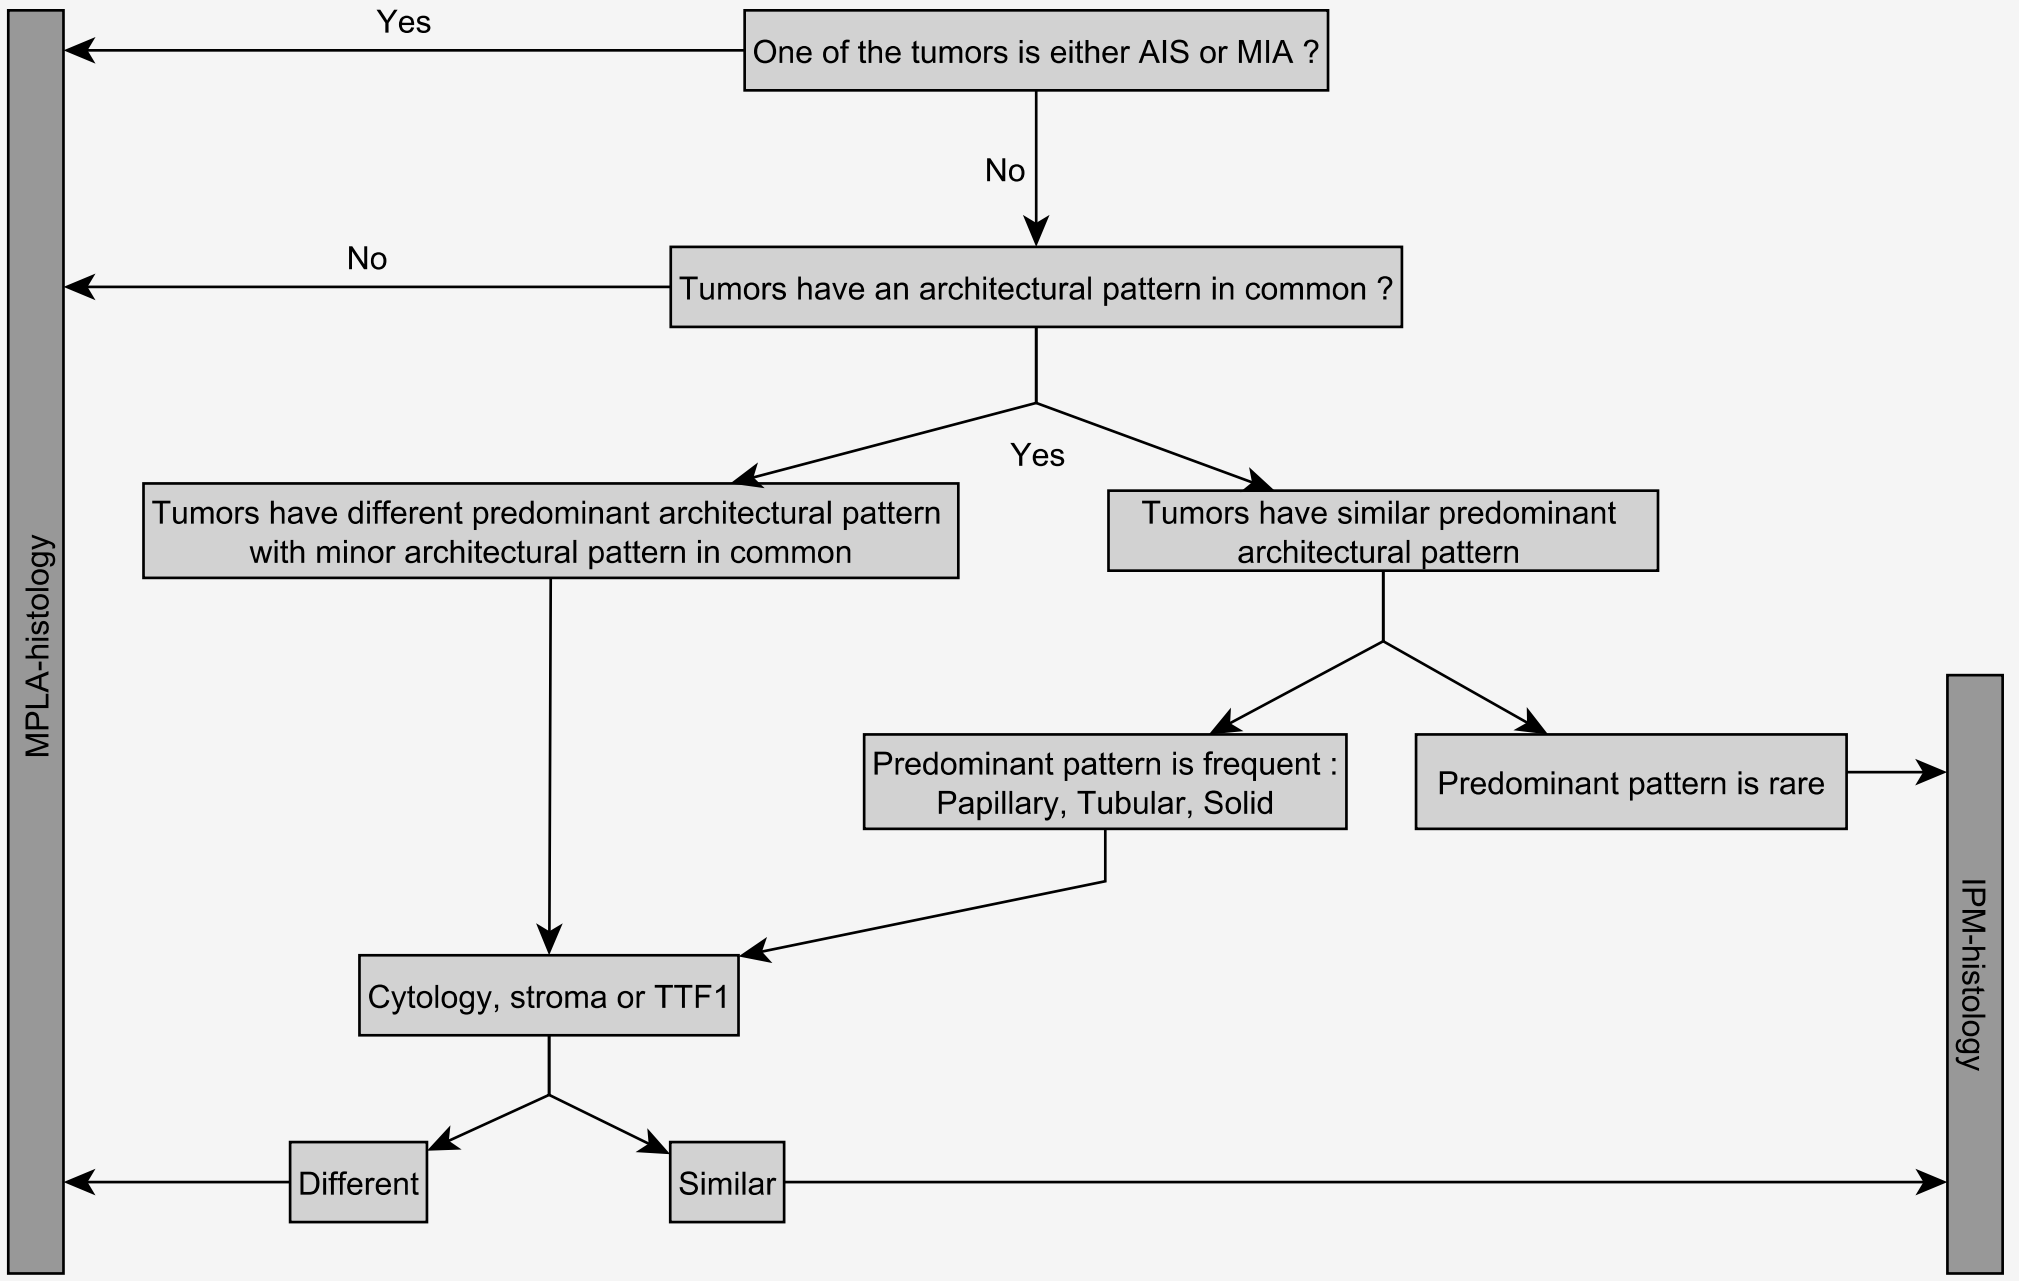 Yes
One of the tumors is either AIS or MIA ?
No
No
Tumors have an architectural pattern in common ?
Yes
Tumors have different predominant architectural pattern
with minor architectural pattern in common
Tumors have similar predominant
architectural pattern
MPLA-histology
Predominant pattern is frequent :
Papillary, Tubular, Solid
Predominant pattern is rare
IPM-histology
Cytology, stroma or TTF1
Different
Similar